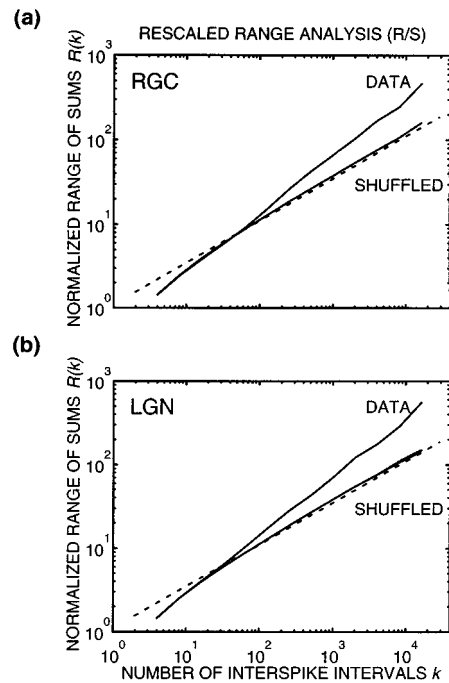 (a)
RESCALED RANGE ANALYSIS (R/S)
NORMALIZED RANGE OF SUMS R(k)
10³
10²
10¹
10⁰
RGC
DATA
SHUFFLED
(b)
NORMALIZED RANGE OF SUMS R(k)
10³
10²
10¹
10⁰
LGN
DATA
SHUFFLED
10⁰ 10¹ 10² 10³ 10⁴
NUMBER OF INTERSPIKE INTERVALS k